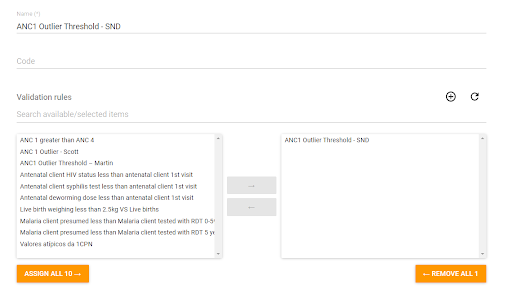 Name (*)
ANC1 Outlier Threshold - SND
Code
Validation rules
Search available/selected items
ANC 1 greater than ANC 4
ANC 1 Outlier - Scott
ANC1 Outlier Threshold – Martin
Antenatal client HIV status less than antenatal client 1st visit
Antenatal client syphilis test less than antenatal client 1st visit
Antenatal deworming dose less than antenatal client 1st visit
Live birth weighing less than 2.5kg VS Live births
Malaria client presumed less than Malaria client tested with RDT 0-5
Malaria client presumed less than Malaria client tested with RDT 5 ye
Valores atipicos da 1CPN
ANC1 Outlier Threshold - SND
→
←
ASSIGN ALL 10 →
← REMOVE ALL 1